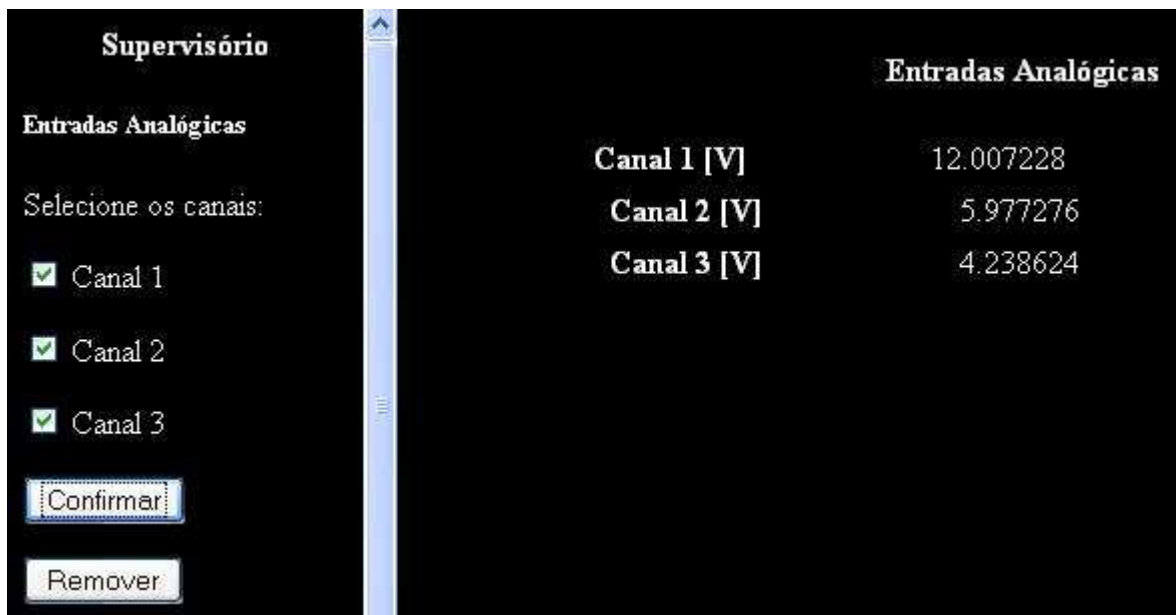 Supervisório
Entradas Analógicas
Selecione os canais:
Canal 1
Canal 2
Canal 3
Confirmar
Remover
Entradas Analógicas
Canal 1 [V] 12.007228
Canal 2 [V] 5.977276
Canal 3 [V] 4.238624